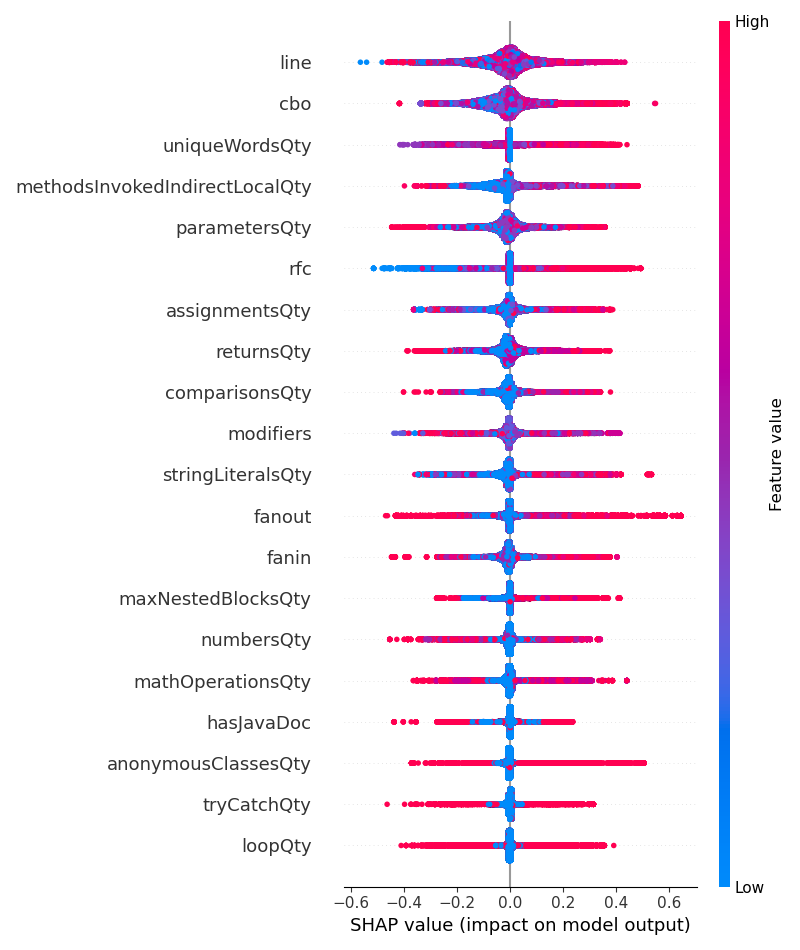 High
line
cbo
uniqueWordsQty
methodsInvokedIndirectLocalQty
parametersQty
rfc
assignmentsQty
returnsQty
comparisonsQty
modifiers
stringLiteralsQty
fanout
fanin
maxNestedBlocksQty
numbersQty
mathOperationsQty
hasJavaDoc
anonymousClassesQty
tryCatchQty
loopQty
Feature value
Low
−0.6 −0.4 −0.2 0.0 0.2 0.4 0.6
SHAP value (impact on model output)